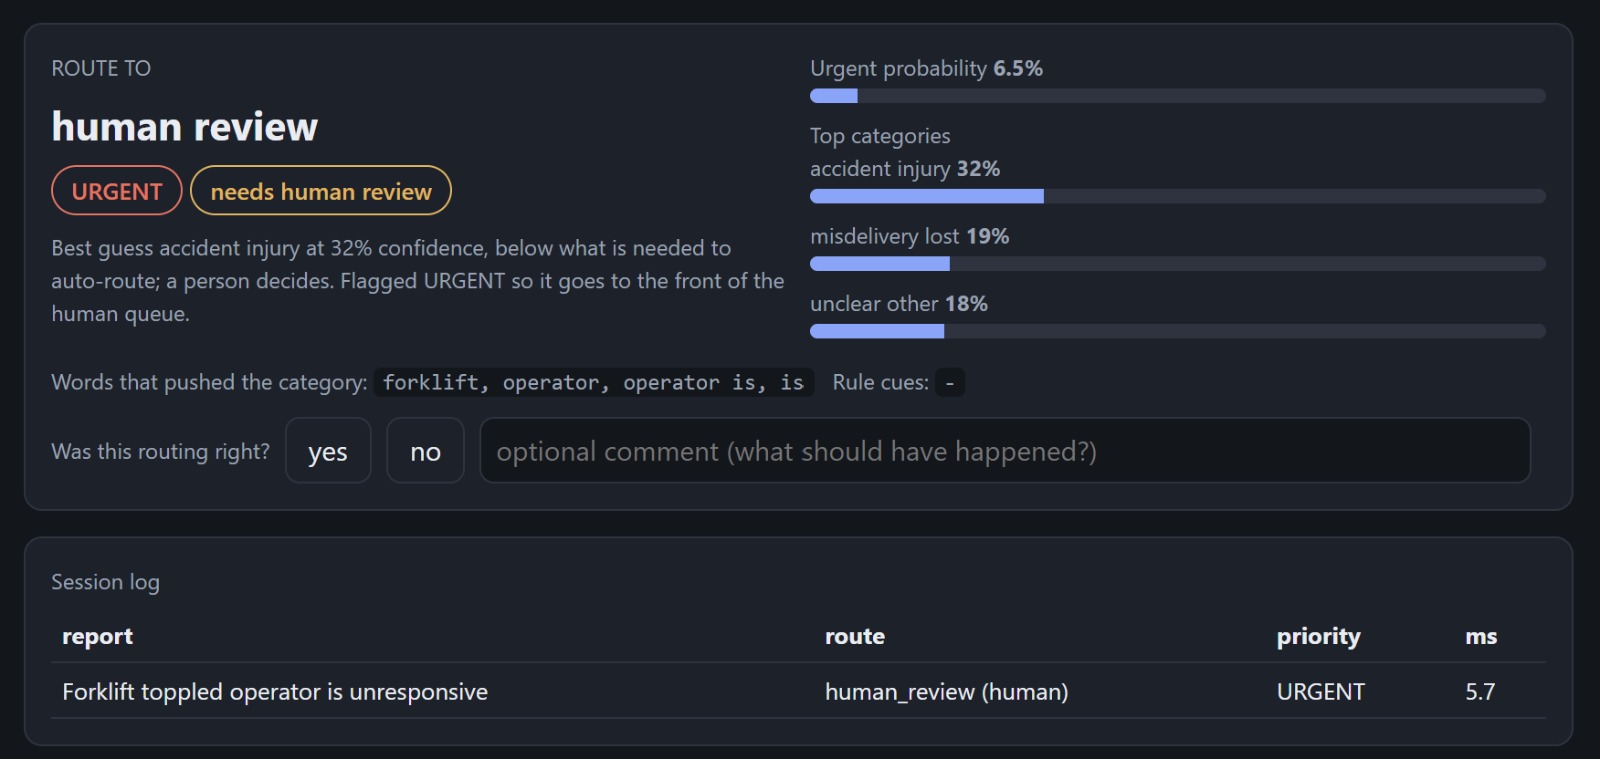 ROUTE TO
human review
URGENT needs human review
Best guess accident injury at 32% confidence, below what is needed to
auto-route; a person decides. Flagged URGENT so it goes to the front of the
human queue.
Urgent probability 6.5%
Top categories
accident injury 32%
misdelivery lost 19%
unclear other 18%
Words that pushed the category: forklift, operator, operator is, is Rule cues: -
Was this routing right? yes no optional comment (what should have happened?)
Session log
report route priority ms
Forklift toppled operator is unresponsive human_review (human) URGENT 5.7